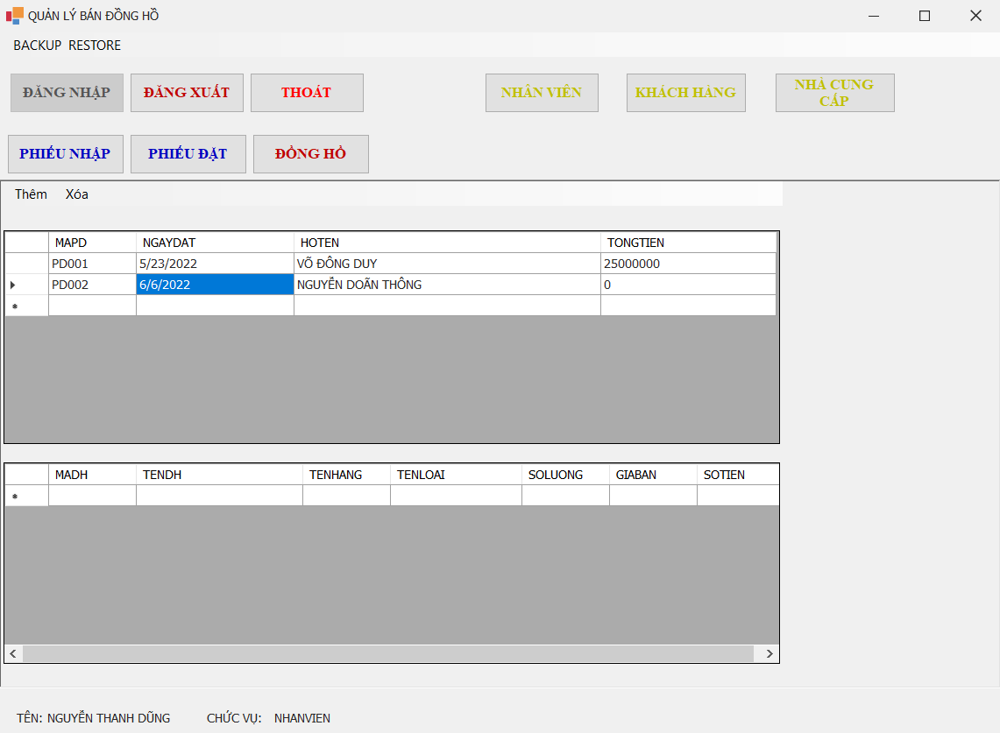 QUẢN LÝ BÁN ĐỒNG HỒ
BACKUP RESTORE
ĐĂNG NHẬP ĐĂNG XUẤT THOÁT NHÂN VIÊN KHÁCH HÀNG NHÀ CUNG CẤP
PHIẾU NHẬP PHIẾU ĐẶT ĐỒNG HỒ
Thêm Xóa
MAPD NGAYDAT HOTEN TONGTIEN
PD001 5/23/2022 VÕ ĐÔNG DUY 25000000
PD002 6/6/2022 NGUYỄN DOÃN THÔNG 0
MADH TENDH TENHANG TENLOAI SOLUONG GIABAN SOTIEN
TÊN: NGUYỄN THANH DŨNG CHỨC VỤ: NHANVIEN